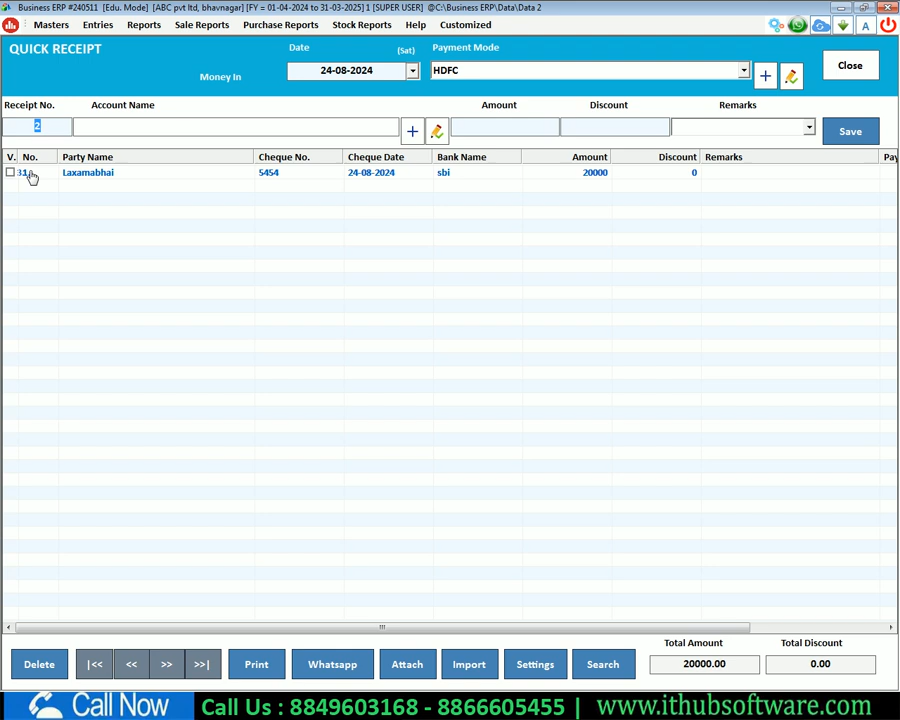 Business ERP #240511 [Edu. Mode] [ABC pvt ltd, bhavnagar] [FY = 01-04-2024 to 31-03-2025] 1 [SUPER USER] @C:\Business ERP\Data\Data 2
Masters Entries Reports Sale Reports Purchase Reports Stock Reports Help Customized A
QUICK RECEIPT
Money In
Date (Sat) Payment Mode
24-08-2024 HDFC Close
Receipt No. Account Name Amount Discount Remarks
2 Save
V. No. Party Name Cheque No. Cheque Date Bank Name Amount Discount Remarks Pay
Laxamabhai 5454 24-08-2024 sbi 20000 0
Total Amount Total Discount
Delete |<< << >> >>| Print Whatsapp Attach Import Settings Search 20000.00 0.00
Call Now Call Us : 8849603168 - 8866605455 | www.ithubsoftware.com